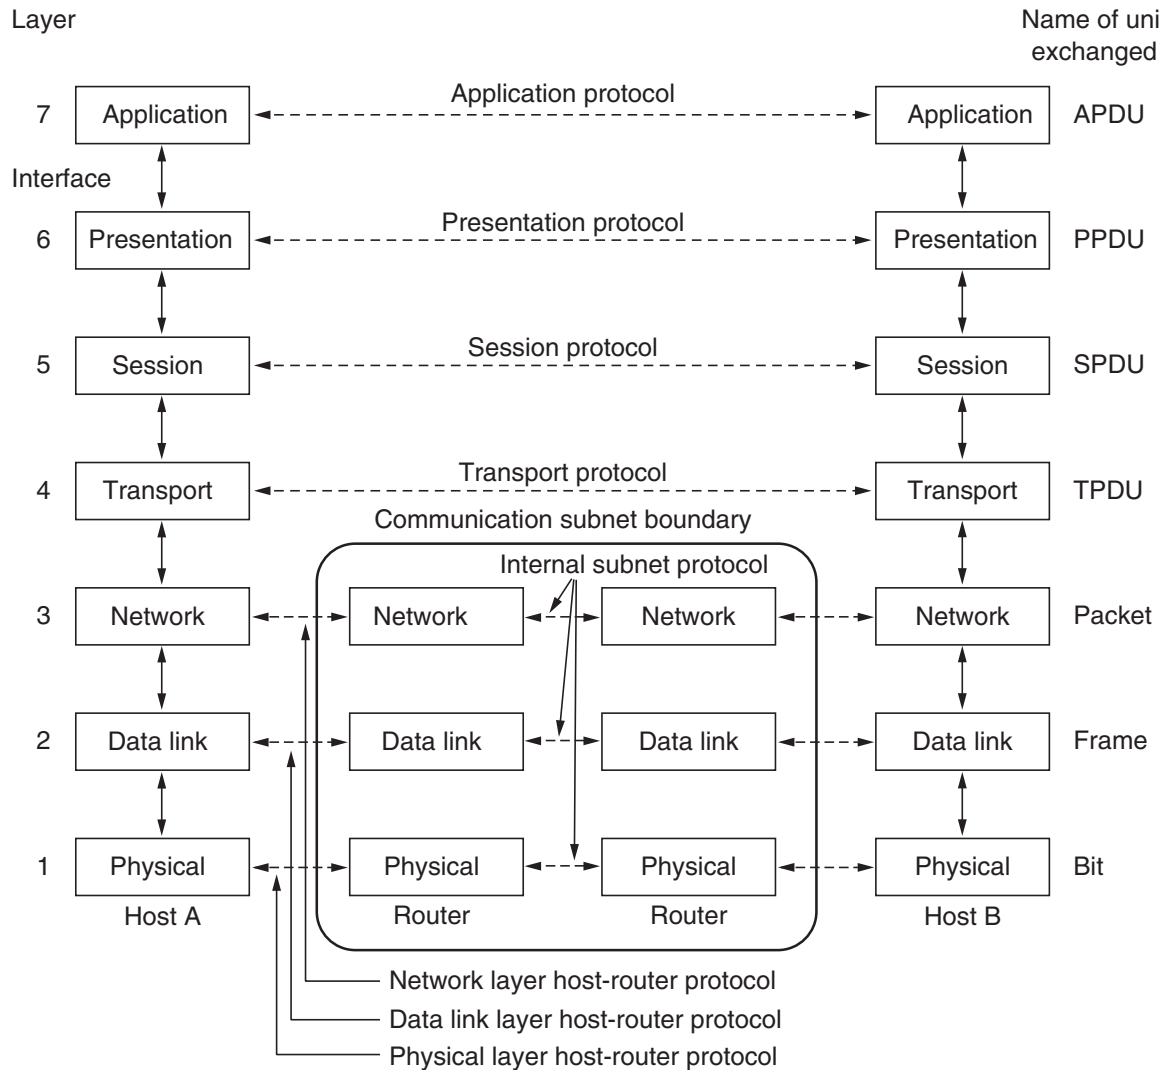 Layer
Name of uni
exchanged
7
Application
Application protocol
Application
APDU
Interface
6
Presentation
Presentation protocol
Presentation
PPDU
5
Session
Session protocol
Session
SPDU
4
Transport
Transport protocol
Transport
TPDU
Communication subnet boundary
Internal subnet protocol
3
Network
Network
Network
Network
Packet
2
Data link
Data link
Data link
Data link
Frame
1
Physical
Physical
Physical
Physical
Bit
Host A
Router
Router
Host B
Network layer host-router protocol
Data link layer host-router protocol
Physical layer host-router protocol